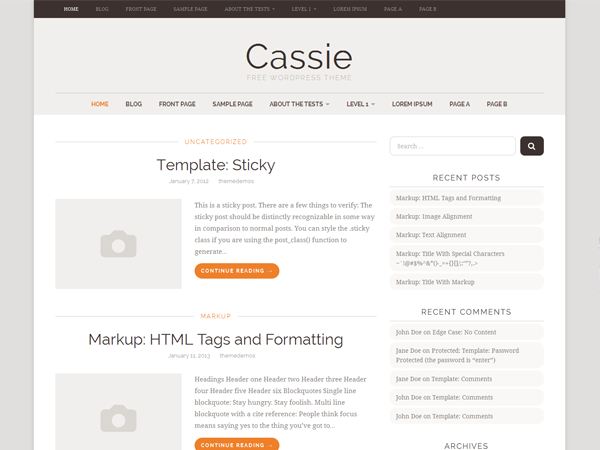 HOME BLOG FRONT PAGE SAMPLE PAGE ABOUT THE TESTS LEVEL 1 LOREM IPSUM PAGE A PAGE B
Cassie
FREE WORDPRESS THEME
HOME BLOG FRONT PAGE SAMPLE PAGE ABOUT THE TESTS LEVEL 1 LOREM IPSUM PAGE A PAGE B
UNCATEGORIZED
Template: Sticky
January 7, 2012 themedemos
This is a sticky post. There are a few things to verify: The
sticky post should be distinctly recognizable in some way
in comparison to normal posts. You can style the .sticky
class if you are using the post_class() function to
generate...
CONTINUE READING →
MARKUP
Markup: HTML Tags and Formatting
January 11, 2013 themedemos
Headings Header one Header two Header three Header
four Header five Header six Blockquotes Single line
blockquote: Stay hungry. Stay foolish. Multi line
blockquote with a cite reference: People think focus
means saying yes to the thing you've got to...
CONTINUE READING →
Search ...
RECENT POSTS
Markup: HTML Tags and Formatting
Markup: Image Alignment
Markup: Text Alignment
Markup: Title With Special Characters
Markup: Title With Markup
RECENT COMMENTS
John Doe on Edge Case: No Content
Jane Doe on Protected: Template: Password
Protected (the password is "enter")
Jane Doe on Template: Comments
John Doe on Template: Comments
John Doe on Template: Comments
ARCHIVES